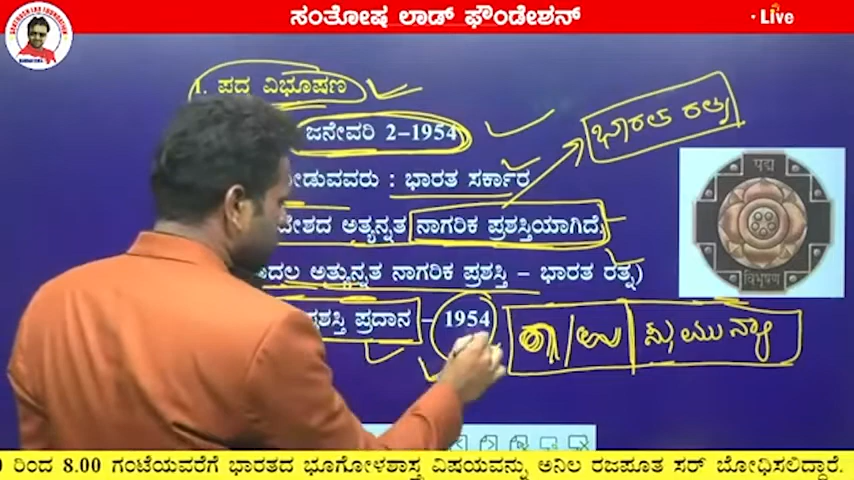 ಸಂತೋಷ ಲಾಡ್ ಫೌಂಡೇಶನ್
Live
1. ಪದ್ಮ ವಿಭೂಷಣ
ಜನೇವರಿ 2-1954
ಭಾರತ ರತ್ನ
ಡುವವರು : ಭಾರತ ಸರ್ಕಾರ
ದೇಶದ ಅತ್ಯುನ್ನತ ನಾಗರಿಕ ಪ್ರಶಸ್ತಿಯಾಗಿದೆ,
ಅತ್ಯುನ್ನತ ನಾಗರಿಕ ಪ್ರಶಸ್ತಿ – ಭಾರತ ರತ್ನ)
पद्म
विभूषण
ಪ್ರಶಸ್ತಿ ಪ್ರದಾನ – 1954
ರಿಂದ 8.00 ಗಂಟೆಯವರೆಗೆ ಭಾರತದ ಭೂಗೋಳಶಾಸ್ತ್ರ ವಿಷಯವನ್ನು ಅನಿಲ ರಜಪೂತ ಸರ್ ಬೋಧಿಸಲಿದ್ದಾರೆ.